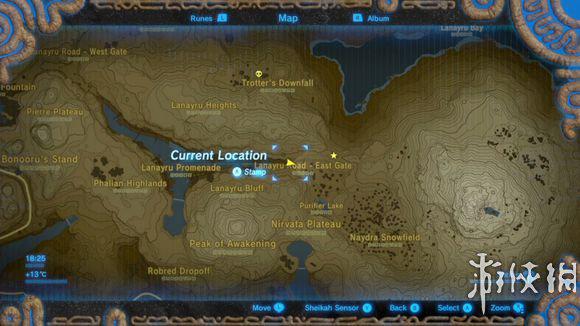 Runes L
Map
R Album
Lanayru Bay
Lanayru Road - West Gate
Trotter's Downfall
Fountain
Lanayru Heights
Pierre Plateau
Current Location
Bonooru's Stand
Lanayru Promenade
Lanayru Road - East Gate
A Stamp
Phalian Highlands
Lanayru Bluff
Purifier Lake
Nirvata Plateau
Naydra Snowfield
Peak of Awakening
18:25
+13°C
Robred Dropoff
游侠网
Move L
Sheikah Sensor Y
Back B
Select A
Zoom R